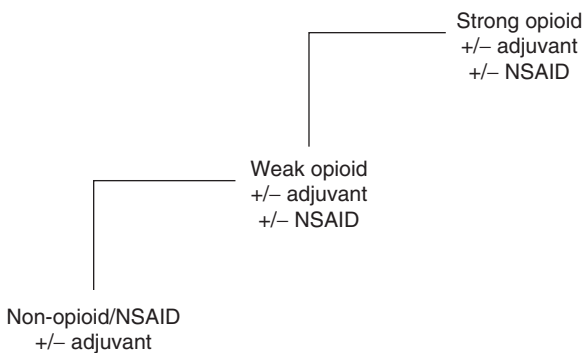 Strong opioid
+/– adjuvant
+/– NSAID
Weak opioid
+/– adjuvant
+/– NSAID
Non-opioid/NSAID
+/– adjuvant